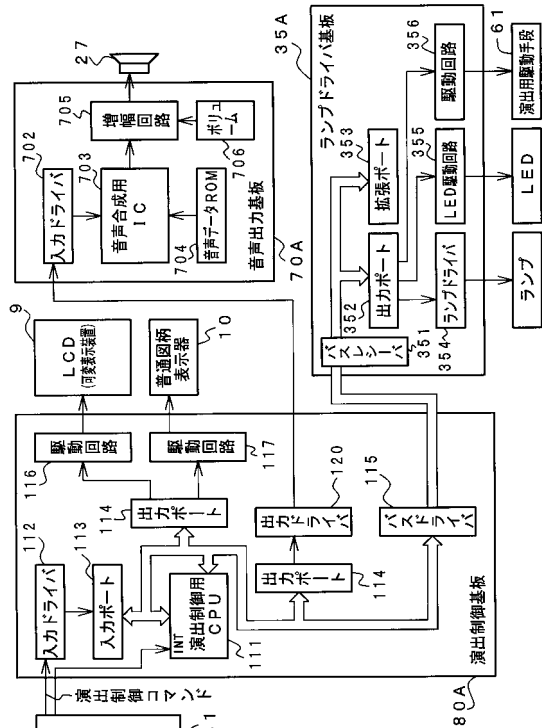 31
演出制御コマンド
80A
演出制御基板
112
入力ドライバ
113
入力ポート
INT
演出制御用
CPU
111
114
出力ポート
116
駆動回路
駆動回路
117
出力ポート
114
出力ドライバ
120
115
バスドライバ
9
LCD
(可変表示装置)
普通図柄
表示器
10
702
入力ドライバ
703
音声合成用
IC
704
音声データROM
705
増幅回路
ボリューム
706
27
音声出力基板
70A
35A
ランプドライバ基板
351
バスレシーバ
352
出力ポート
353
拡張ポート
354
ランプドライバ
LED駆動回路
355
駆動回路
356
ランプ
LED
演出用駆動手段
61